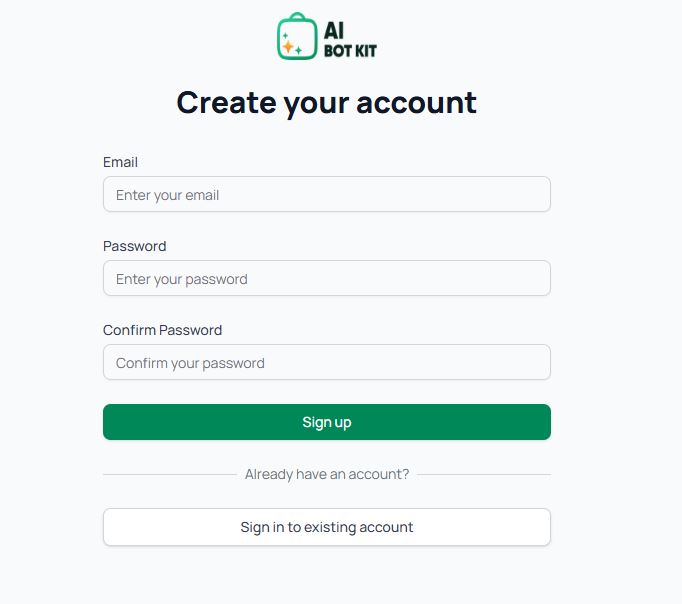 AI
BOT KIT
Create your account
Email
Enter your email
Password
Enter your password
Confirm Password
Confirm your password
Sign up
Already have an account?
Sign in to existing account